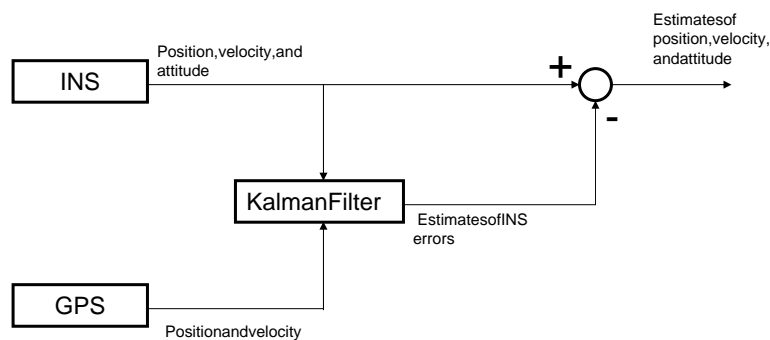 Estimatesof
position,velocity,
andattitude
Position,velocity,and
attitude
INS
+
-
KalmanFilter
EstimatesofINS
errors
GPS
Positionandvelocity